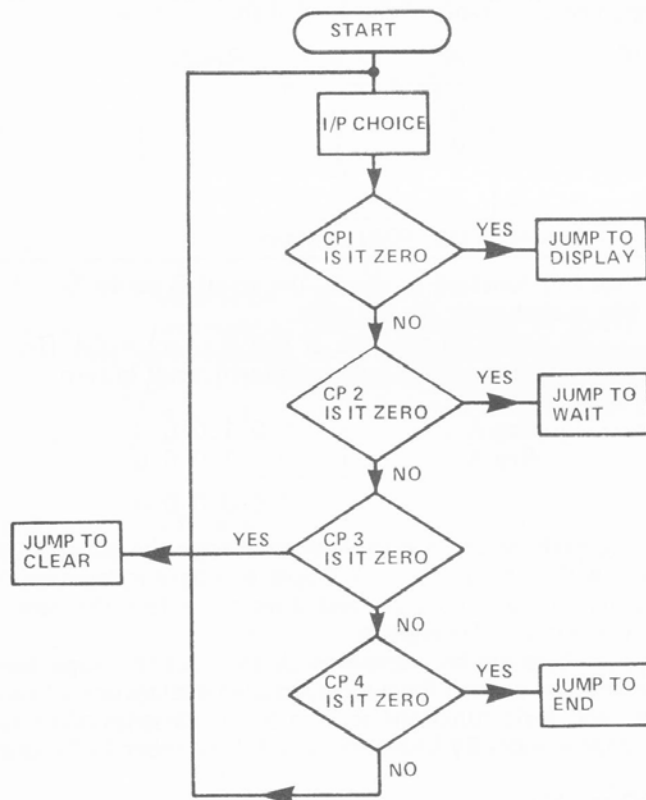 START
I/P CHOICE
CP1
IS IT ZERO
YES
JUMP TO
DISPLAY
NO
CP 2
IS IT ZERO
YES
JUMP TO
WAIT
NO
JUMP TO
CLEAR
YES
CP 3
IS IT ZERO
NO
CP 4
IS IT ZERO
YES
JUMP TO
END
NO